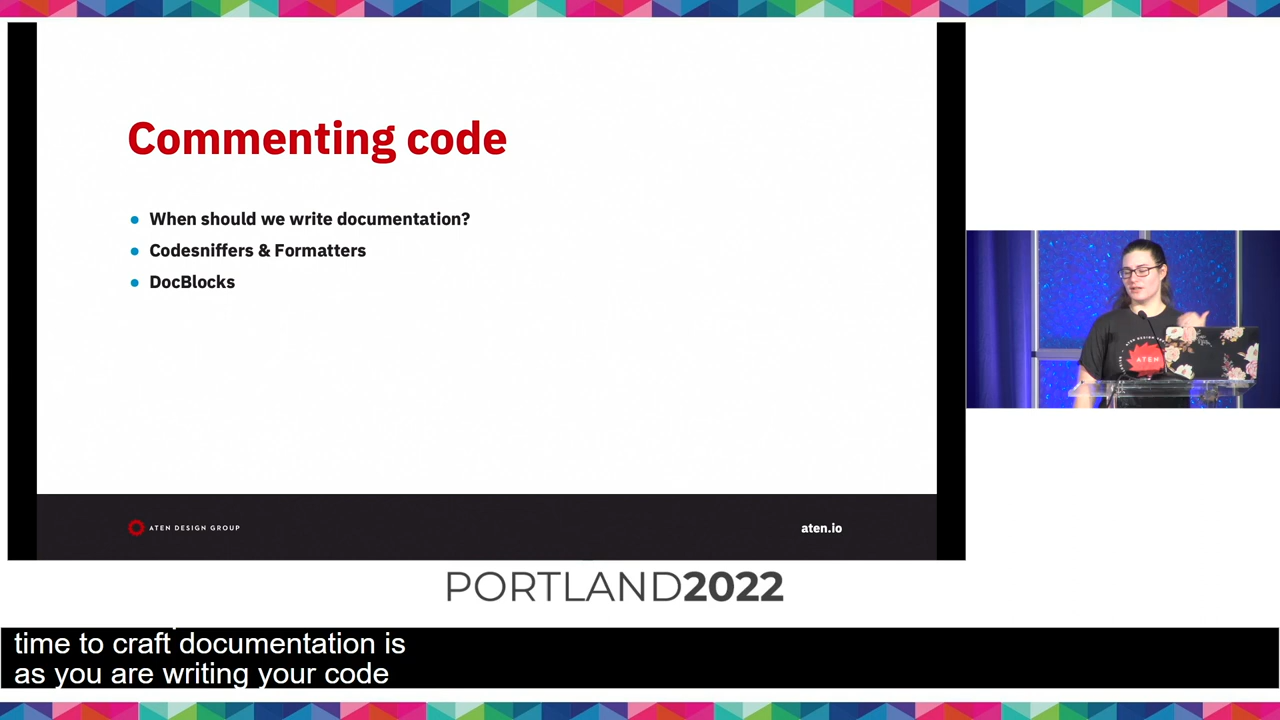 Commenting code
When should we write documentation?
Codesniffers & Formatters
DocBlocks
ATEN DESIGN GROUP
aten.io
ATEN
PORTLAND2022
time to craft documentation is
as you are writing your code